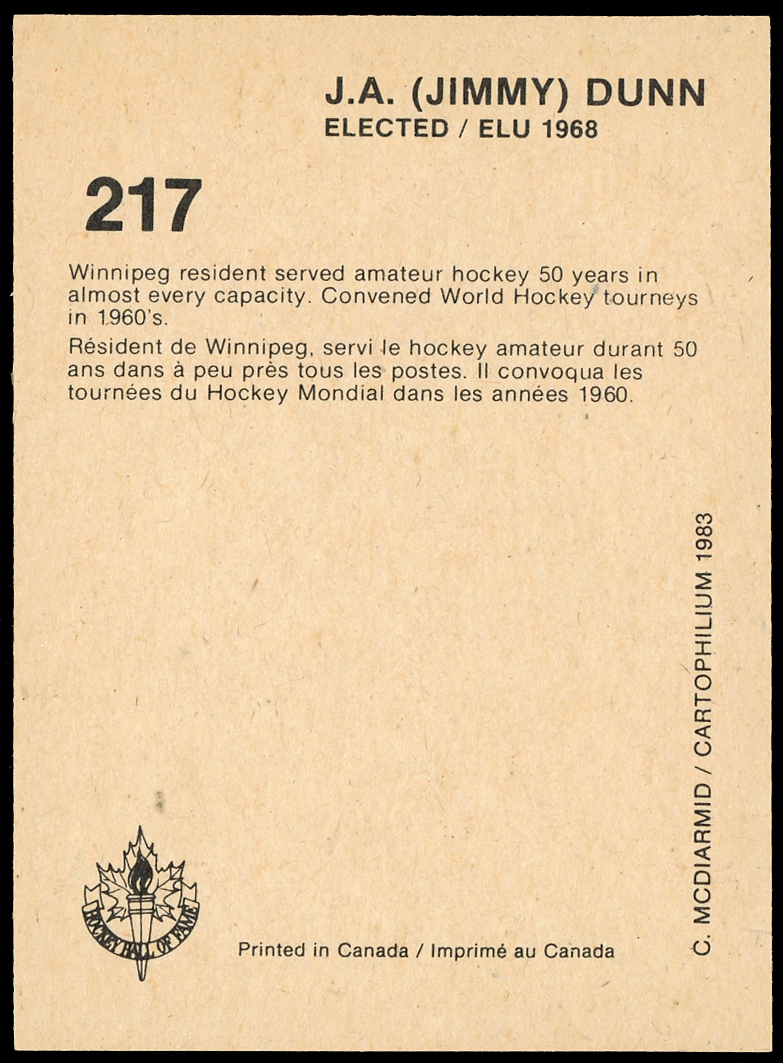 J.A. (JIMMY) DUNN
ELECTED / ELU 1968
217
Winnipeg resident served amateur hockey 50 years in
almost every capacity. Convened World Hockey tourneys
in 1960's.
Résident de Winnipeg, servi le hockey amateur durant 50
ans dans à peu près tous les postes. Il convoqua les
tournées du Hockey Mondial dans les années 1960.
C. MCDIARMID / CARTOPHILIUM 1983
HOCKEY HALL OF FAME
Printed in Canada / Imprimé au Canada